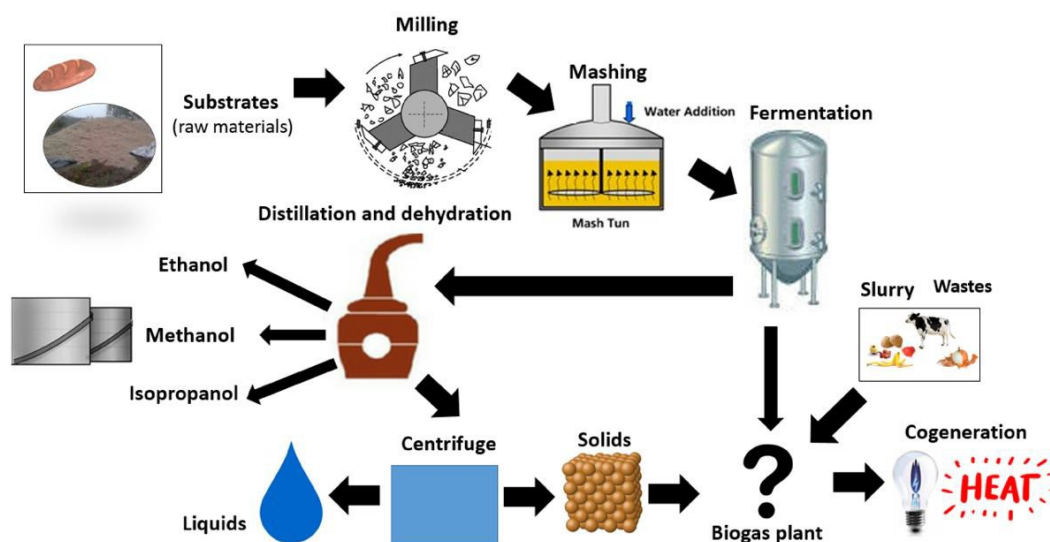 Milling
Mashing
Substrates
(raw materials)
Water Addition
Fermentation
Mash Tun
Distillation and dehydration
Ethanol
Slurry
Wastes
Methanol
Isopropanol
Centrifuge
Solids
Cogeneration
?
HEAT
Liquids
Biogas plant